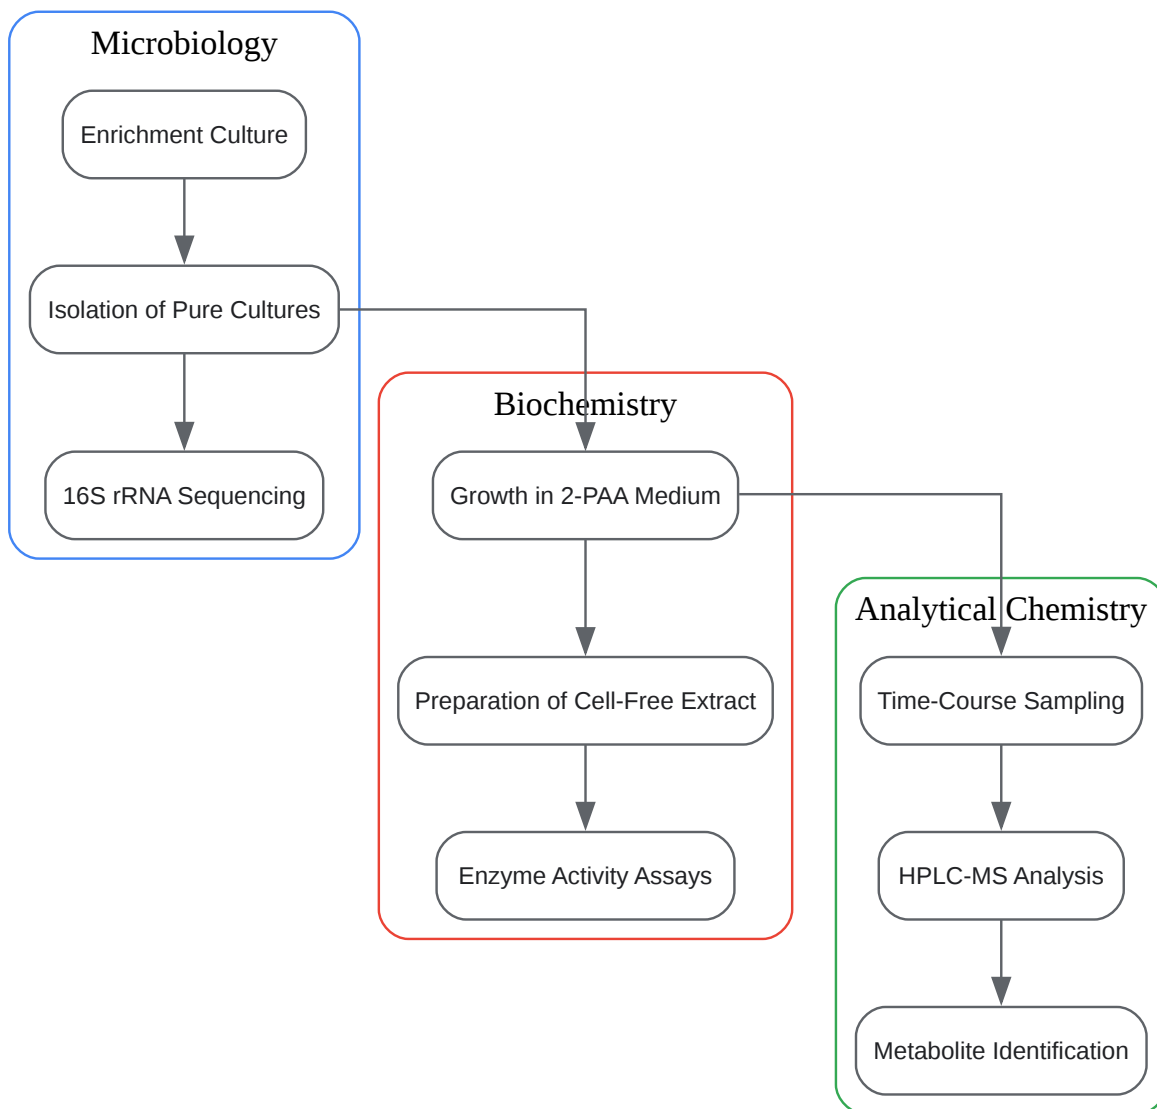 Microbiology
Enrichment Culture
Isolation of Pure Cultures
16S rRNA Sequencing
Biochemistry
Growth in 2-PAA Medium
Preparation of Cell-Free Extract
Enzyme Activity Assays
Analytical Chemistry
Time-Course Sampling
HPLC-MS Analysis
Metabolite Identification